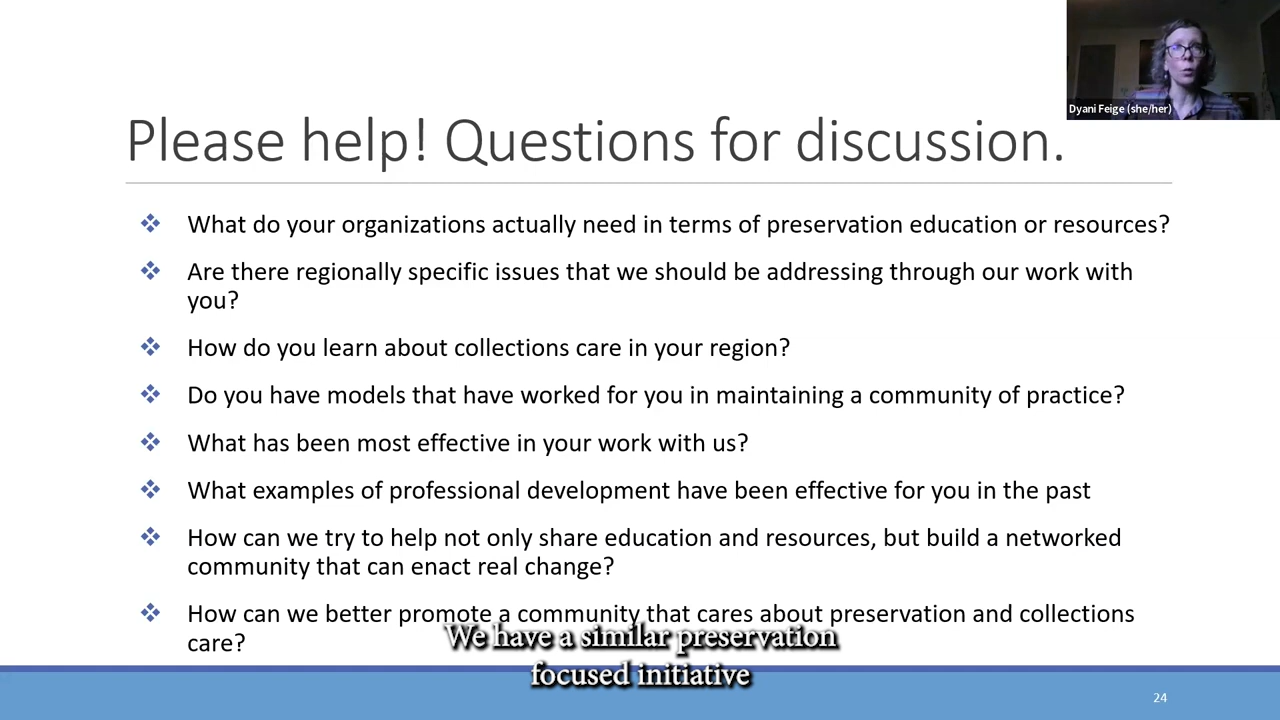 Dyani Feige (she/her)
Please help! Questions for discussion.
What do your organizations actually need in terms of preservation education or resources?
Are there regionally specific issues that we should be addressing through our work with
you?
How do you learn about collections care in your region?
Do you have models that have worked for you in maintaining a community of practice?
What has been most effective in your work with us?
What examples of professional development have been effective for you in the past
How can we try to help not only share education and resources, but build a networked
community that can enact real change?
How can we better promote a community that cares about preservation and collections
care?
We have a similar preservation
focused initiative
24